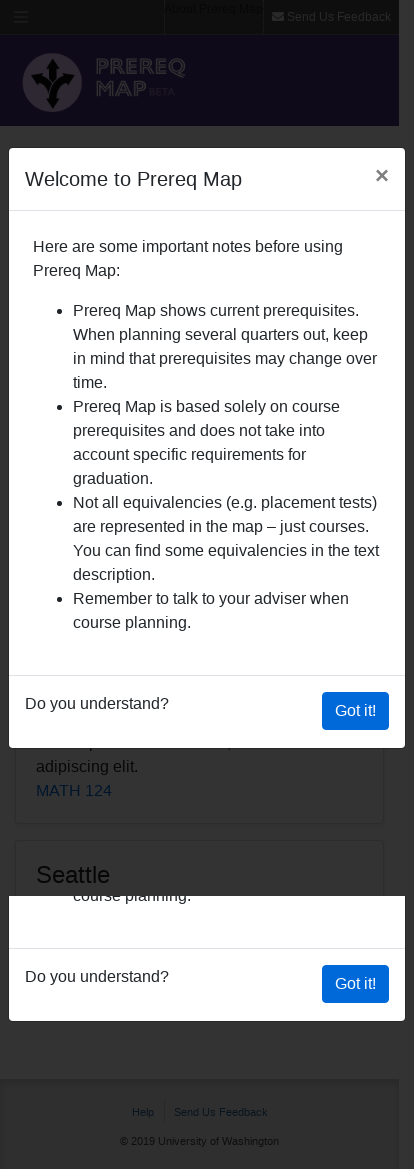 About Prereq Map
Send Us Feedback
PREREQ
MAP BETA
Welcome to Prereq Map
×
Here are some important notes before using
Prereq Map:
• Prereq Map shows current prerequisites.
When planning several quarters out, keep
in mind that prerequisites may change over
time.
• Prereq Map is based solely on course
prerequisites and does not take into
account specific requirements for
graduation.
• Not all equivalencies (e.g. placement tests)
are represented in the map – just courses.
You can find some equivalencies in the text
description.
• Remember to talk to your adviser when
course planning.
Do you understand?
Got it!
adipiscing elit.
MATH 124
Seattle
course planning.
Do you understand?
Got it!
Help
Send Us Feedback
© 2019 University of Washington